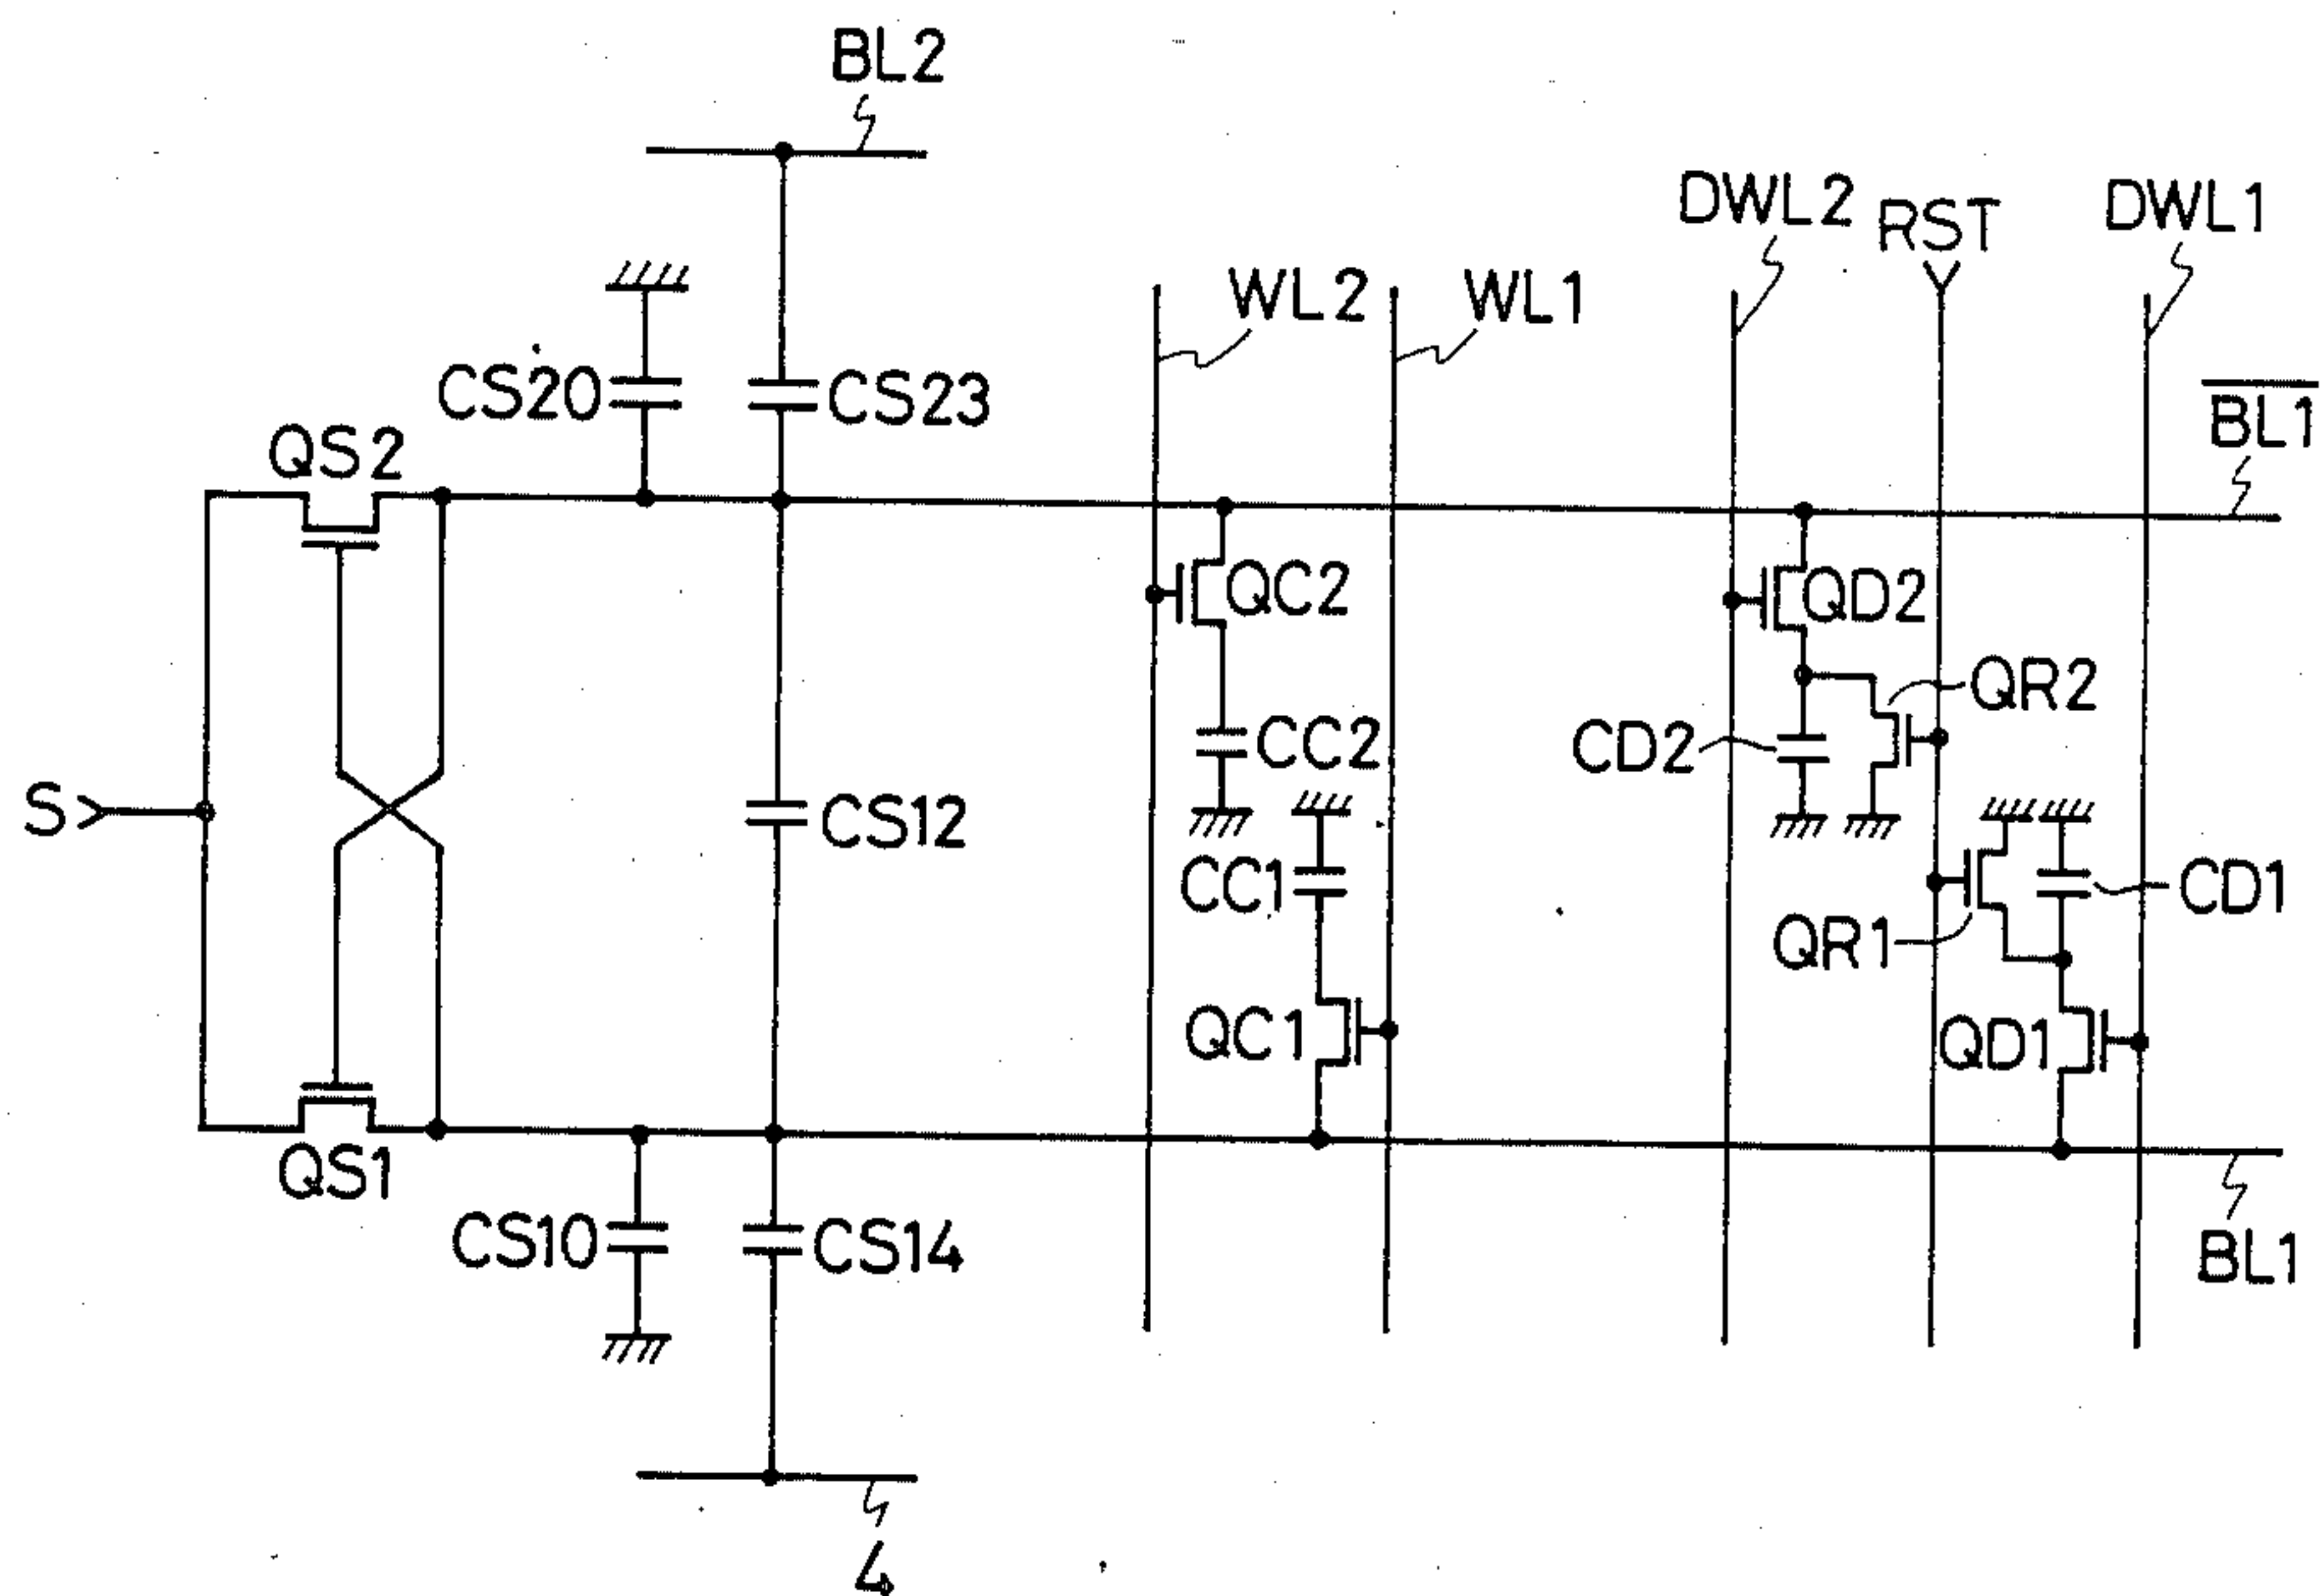 BL2
DWL2
RST
DWL1
WL2
WL1
CS20
CS23
BL1
QS2
QC2
QD2
QR2
CC2
CD2
S
CS12
CC1
CD1
QR1
QC1
QD1
QS1
CS10
CS14
BL1
4